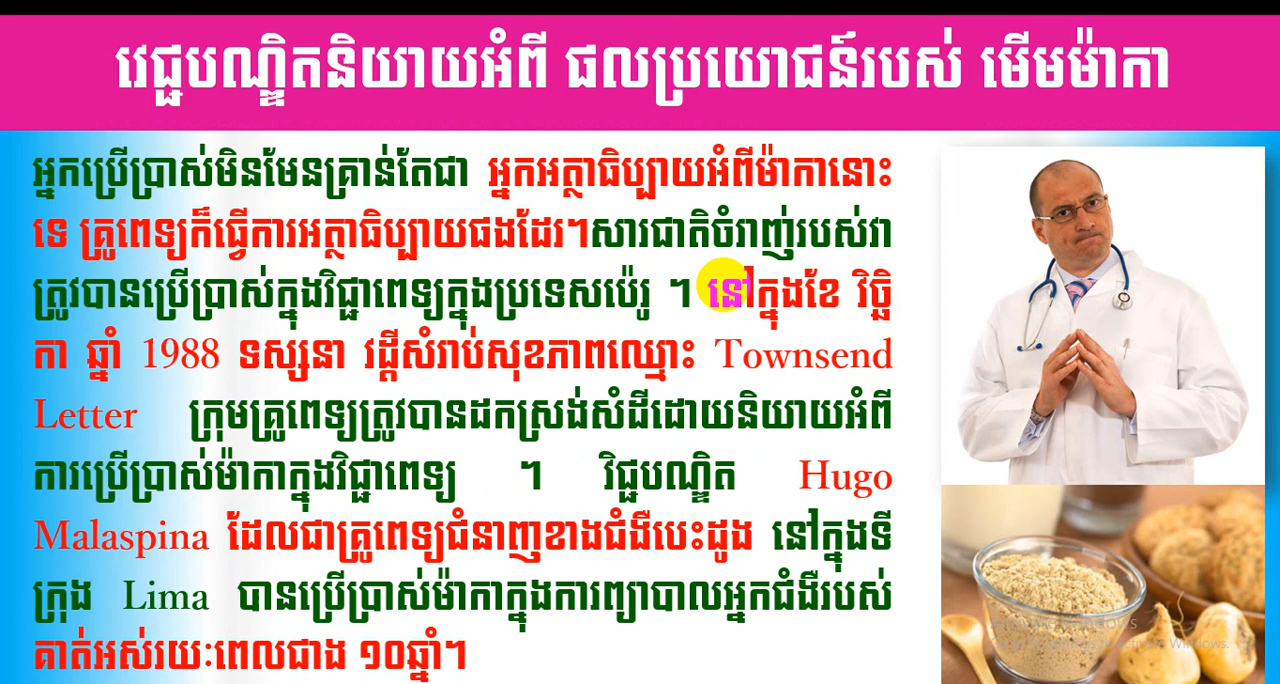 វេជ្ជបណ្ឌិតនិយាយអំពី ផលប្រយោជន៍របស់ មើមម៉ាកា
អ្នកប្រើប្រាស់មិនមែនគ្រាន់តែជា អ្នកអត្ថាធិប្បាយអំពីម៉ាកានោះ
ទេ គ្រូពេទ្យក៏ធ្វើការអត្ថាធិប្បាយផងដែរ។សារជាតិចំរាញ់របស់វា
ត្រូវបានប្រើប្រាស់ក្នុងវិជ្ជាពេទ្យក្នុងប្រទេសប៉េរូ ។ នៅក្នុងខែ វិច្ឆិ
កា ឆ្នាំ 1988 ទស្សនា វដ្តីសំរាប់សុខភាពឈ្មោះ Townsend
Letter ក្រុមគ្រូពេទ្យត្រូវបានដកស្រង់សំដីដោយនិយាយអំពី
ការប្រើប្រាស់ម៉ាកាក្នុងវិជ្ជាពេទ្យ ។ វិជ្ជបណ្ឌិត Hugo
Malaspina ដែលជាគ្រូពេទ្យជំនាញខាងជំងឺបេះដូង នៅក្នុងទី
ក្រុង Lima បានប្រើប្រាស់ម៉ាកាក្នុងការព្យាបាលអ្នកជំងឺរបស់
គាត់អស់រយៈពេលជាង ១០ឆ្នាំ។